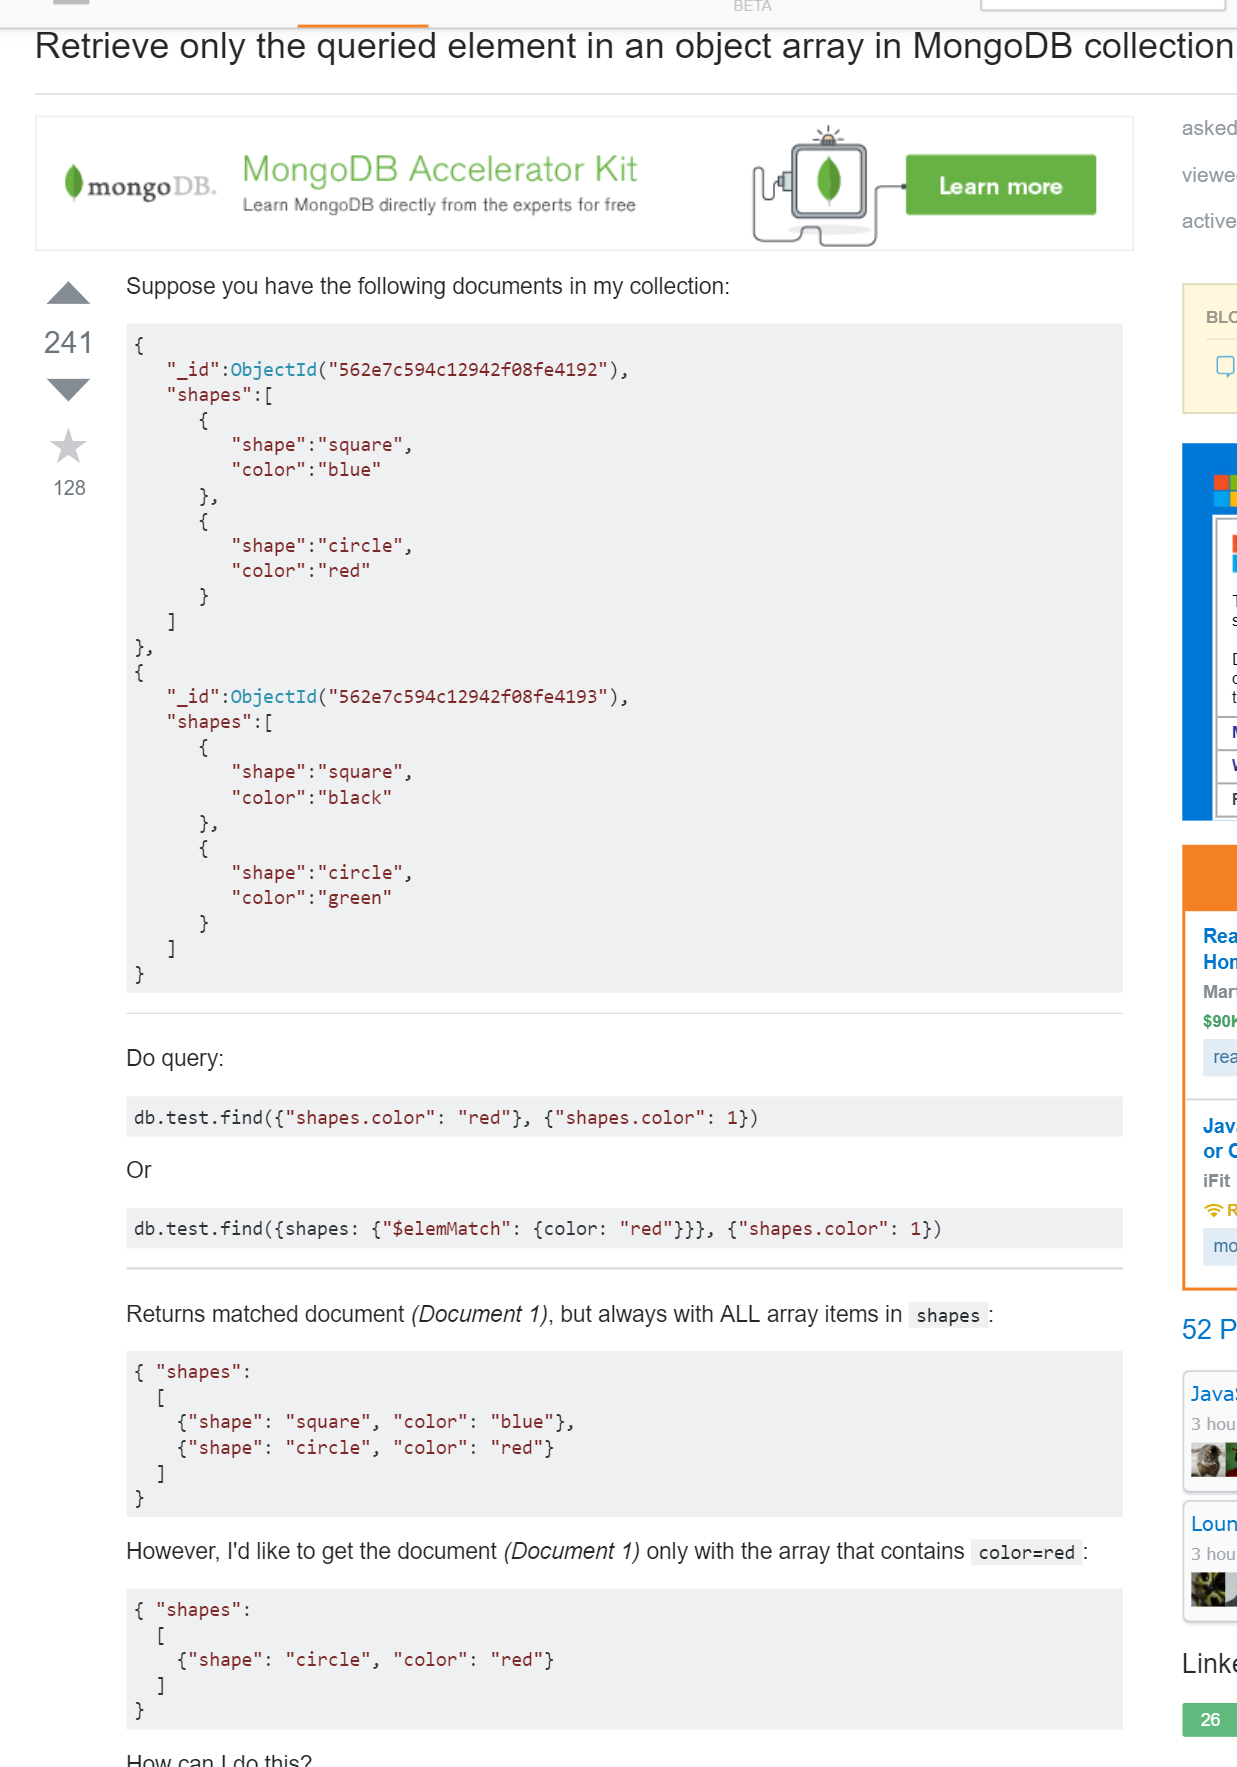 BETA
Retrieve only the queried element in an object array in MongoDB collection
mongoDB.
MongoDB Accelerator Kit
Learn MongoDB directly from the experts for free
Learn more
asked
viewe
active
241
128
Suppose you have the following documents in my collection:
{
"_id":ObjectId("562e7c594c12942f08fe4192"),
"shapes":[
{
"shape":"square",
"color":"blue"
},
{
"shape":"circle",
"color":"red"
}
]
},
{
"_id":ObjectId("562e7c594c12942f08fe4193"),
"shapes":[
{
"shape":"square",
"color":"black"
},
{
"shape":"circle",
"color":"green"
}
]
}
Do query:
db.test.find({"shapes.color": "red"}, {"shapes.color": 1})
Or
db.test.find({shapes: {"$elemMatch": {color: "red"}}}, {"shapes.color": 1})
Returns matched document (Document 1), but always with ALL array items in shapes:
{ "shapes":
[
{"shape": "square", "color": "blue"},
{"shape": "circle", "color": "red"}
]
}
However, I'd like to get the document (Document 1) only with the array that contains color=red:
{ "shapes":
[
{"shape": "circle", "color": "red"}
]
}
How can I do this?
BLO
Rea
Hon
Mar
$90K
rea
Jav
or C
iFit
R
mo
52 P
Java
3 hou
Loun
3 hou
Linke
26